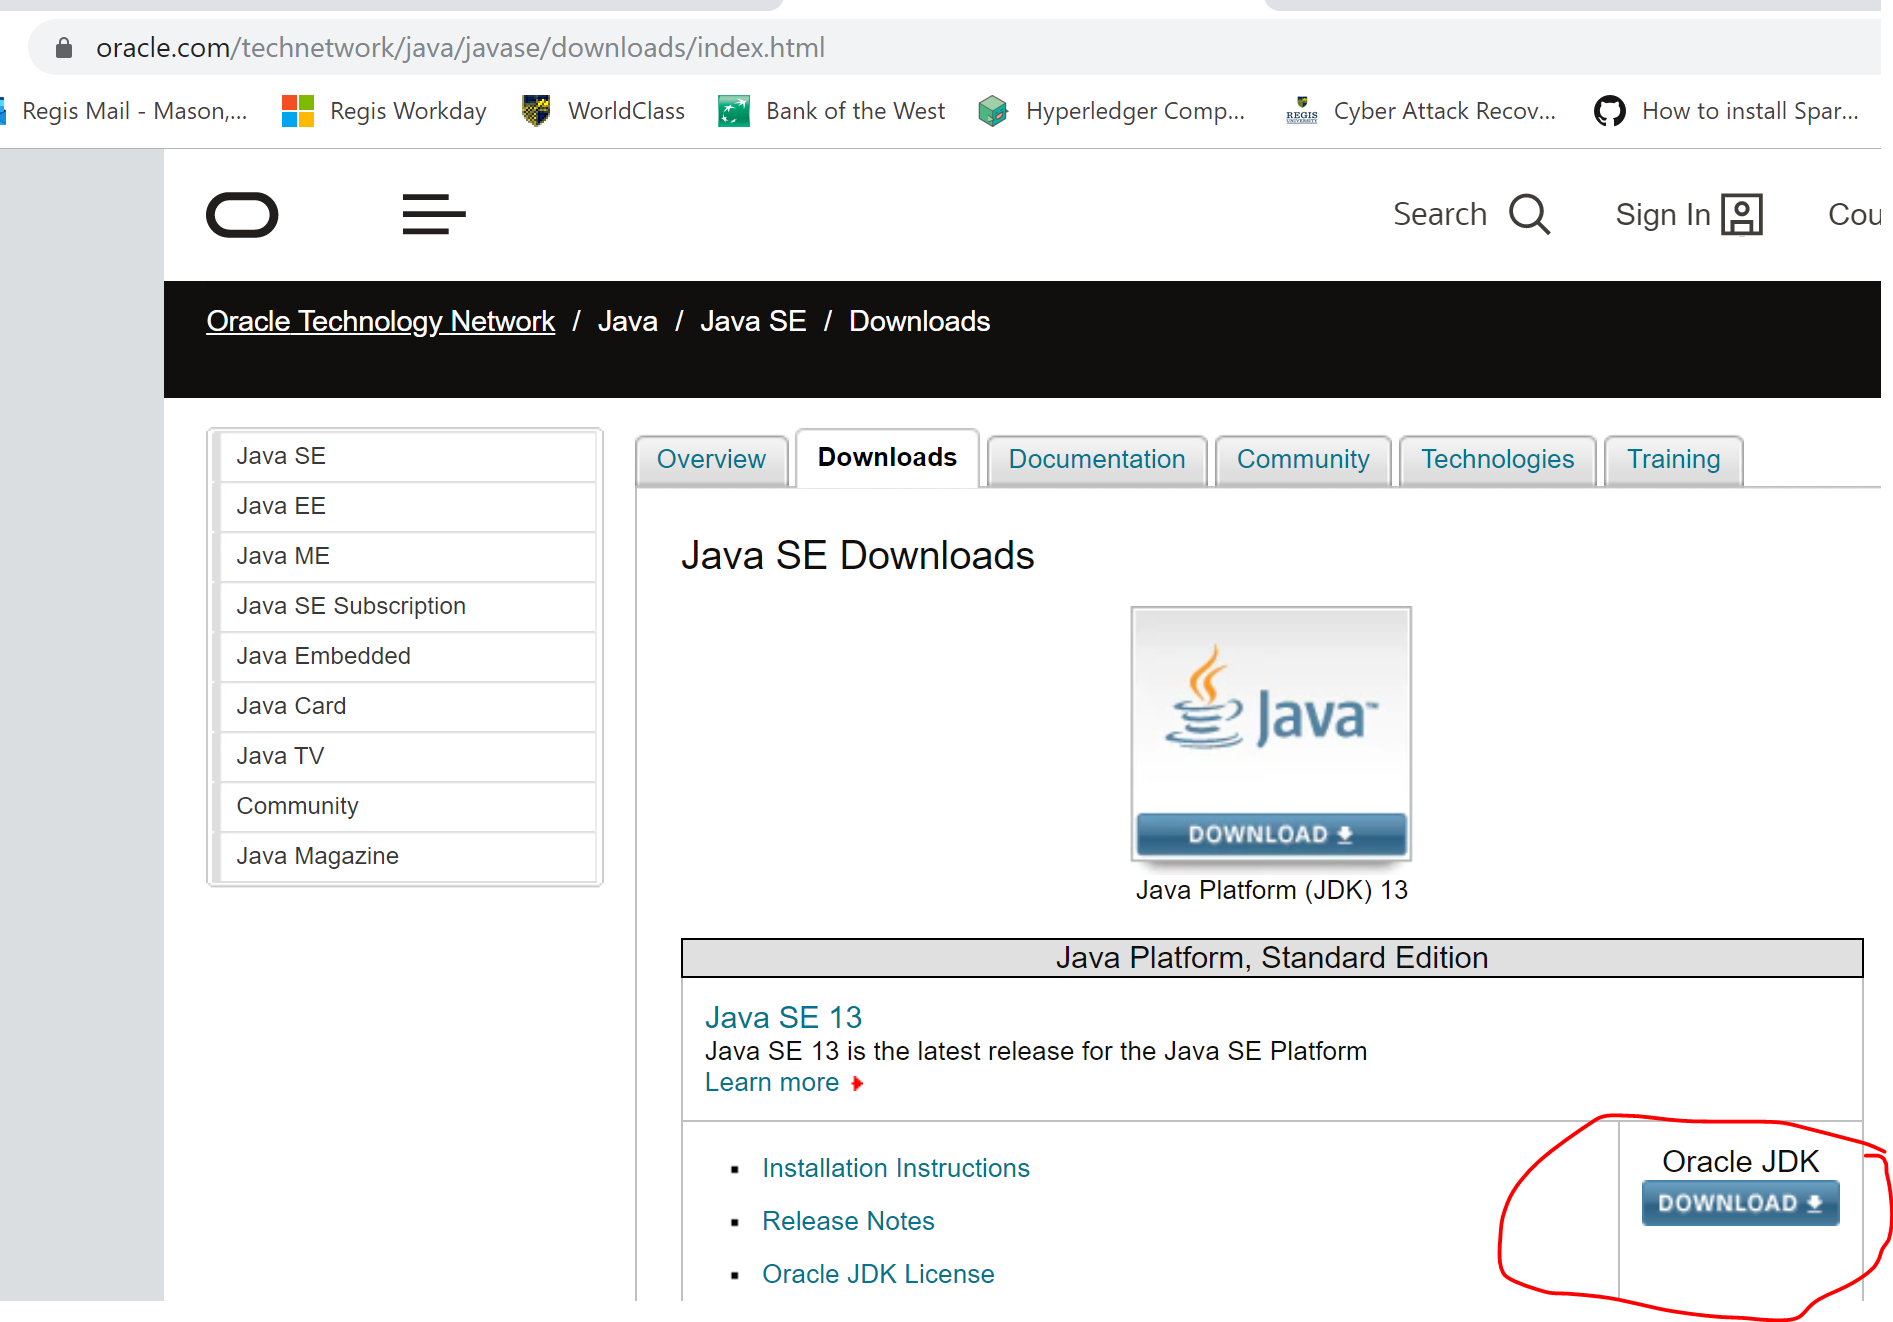 oracle.com/technetwork/java/javase/downloads/index.html
Regis Mail - Mason,... Regis Workday WorldClass Bank of the West Hyperledger Comp... REGIS UNIVERSITY Cyber Attack Recov... How to install Spar...
Search Sign In Cou
Oracle Technology Network / Java / Java SE / Downloads
Java SE
Java EE
Java ME
Java SE Subscription
Java Embedded
Java Card
Java TV
Community
Java Magazine
Overview Downloads Documentation Community Technologies Training
Java SE Downloads
Java™
DOWNLOAD
Java Platform (JDK) 13
Java Platform, Standard Edition
Java SE 13
Java SE 13 is the latest release for the Java SE Platform
Learn more
Installation Instructions
Release Notes
Oracle JDK License
Oracle JDK
DOWNLOAD